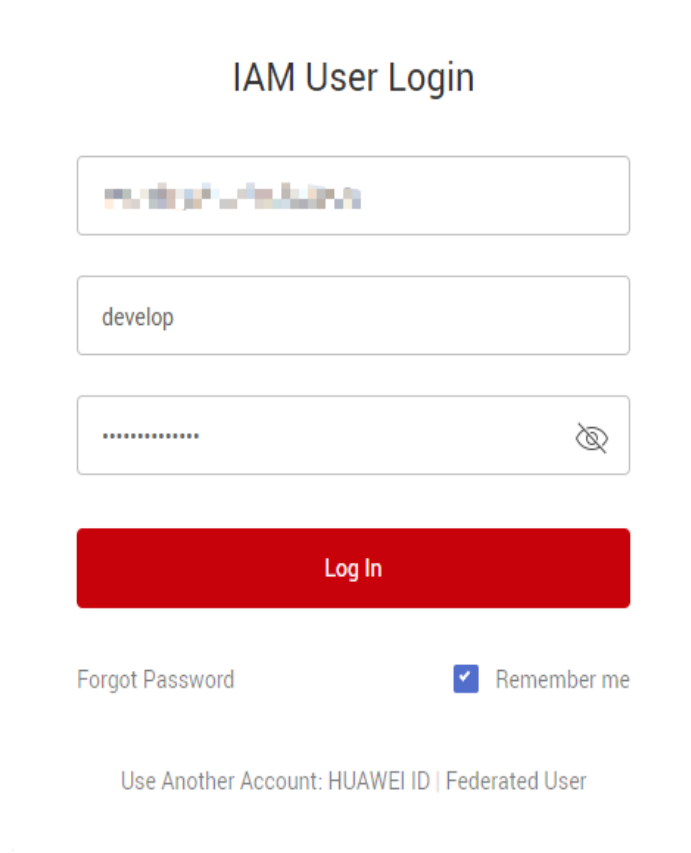 IAM User Login
develop
••••••••••••••
Log In
Forgot Password
Remember me
Use Another Account: HUAWEI ID | Federated User